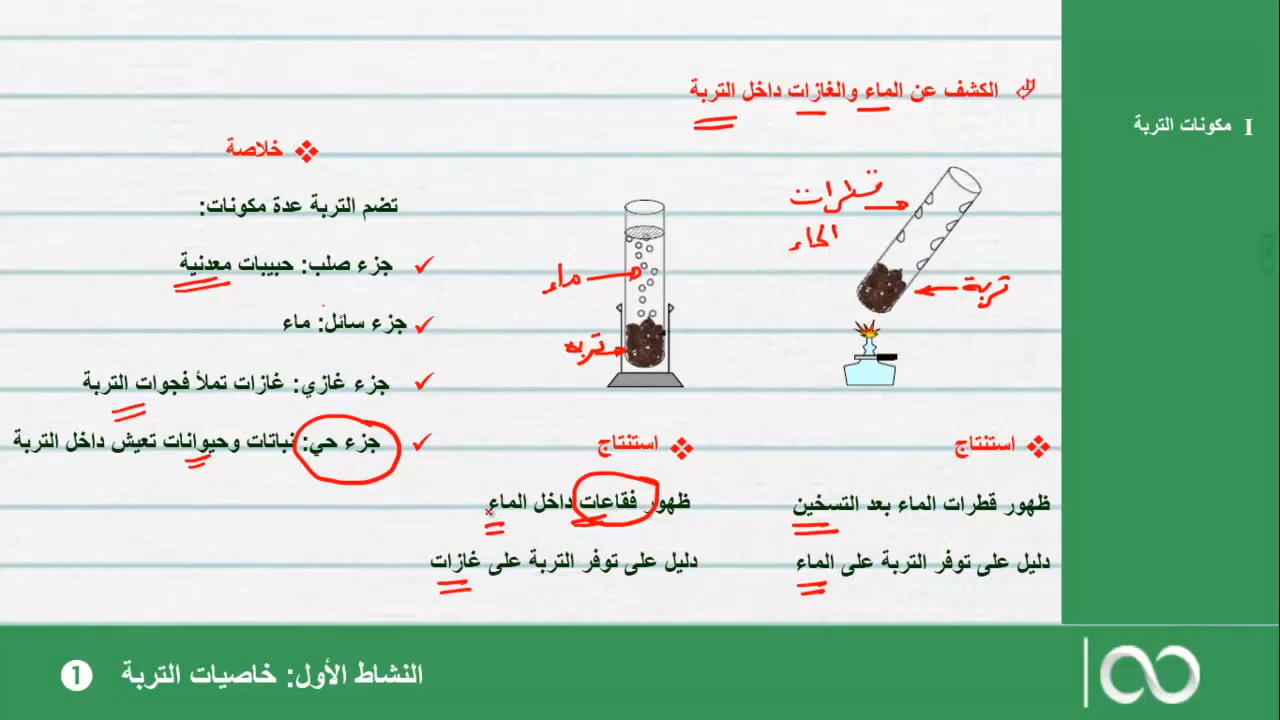 الكشف عن الماء والغازات داخل التربة
I مكونات التربة
قطرات
الماء
تربة
استنتاج
ظهور قطرات الماء بعد التسخين
دليل على توفر التربة على الماء
ماء
تربة
استنتاج
ظهور فقاعات داخل الماء
دليل على توفر التربة على غازات
خلاصة
تضم التربة عدة مكونات:
جزء صلب: حبيبات معدنية
جزء سائل: ماء
جزء غازي: غازات تملأ فجوات التربة
جزء حي: نباتات وحيوانات تعيش داخل التربة
النشاط الأول: خاصيات التربة 1